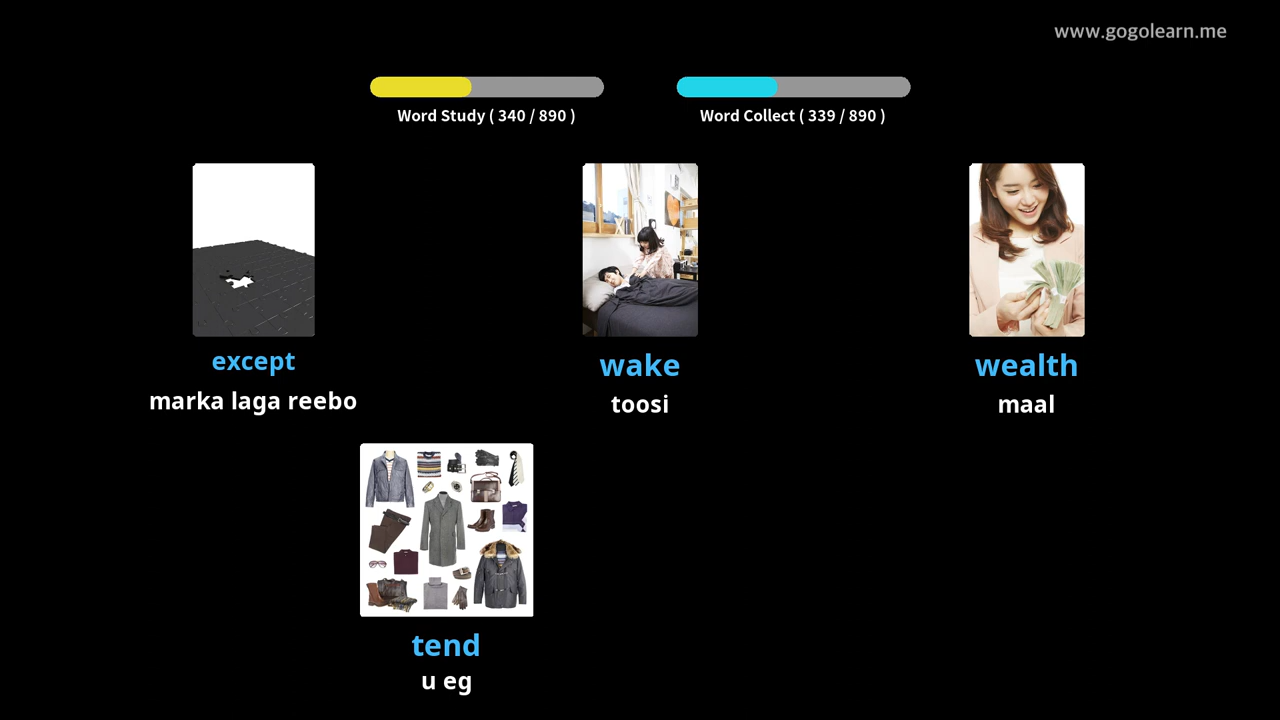 www.gogolearn.me
Word Study ( 340 / 890 )
Word Collect ( 339 / 890 )
except
marka laga reebo
wake
toosi
wealth
maal
tend
u eg